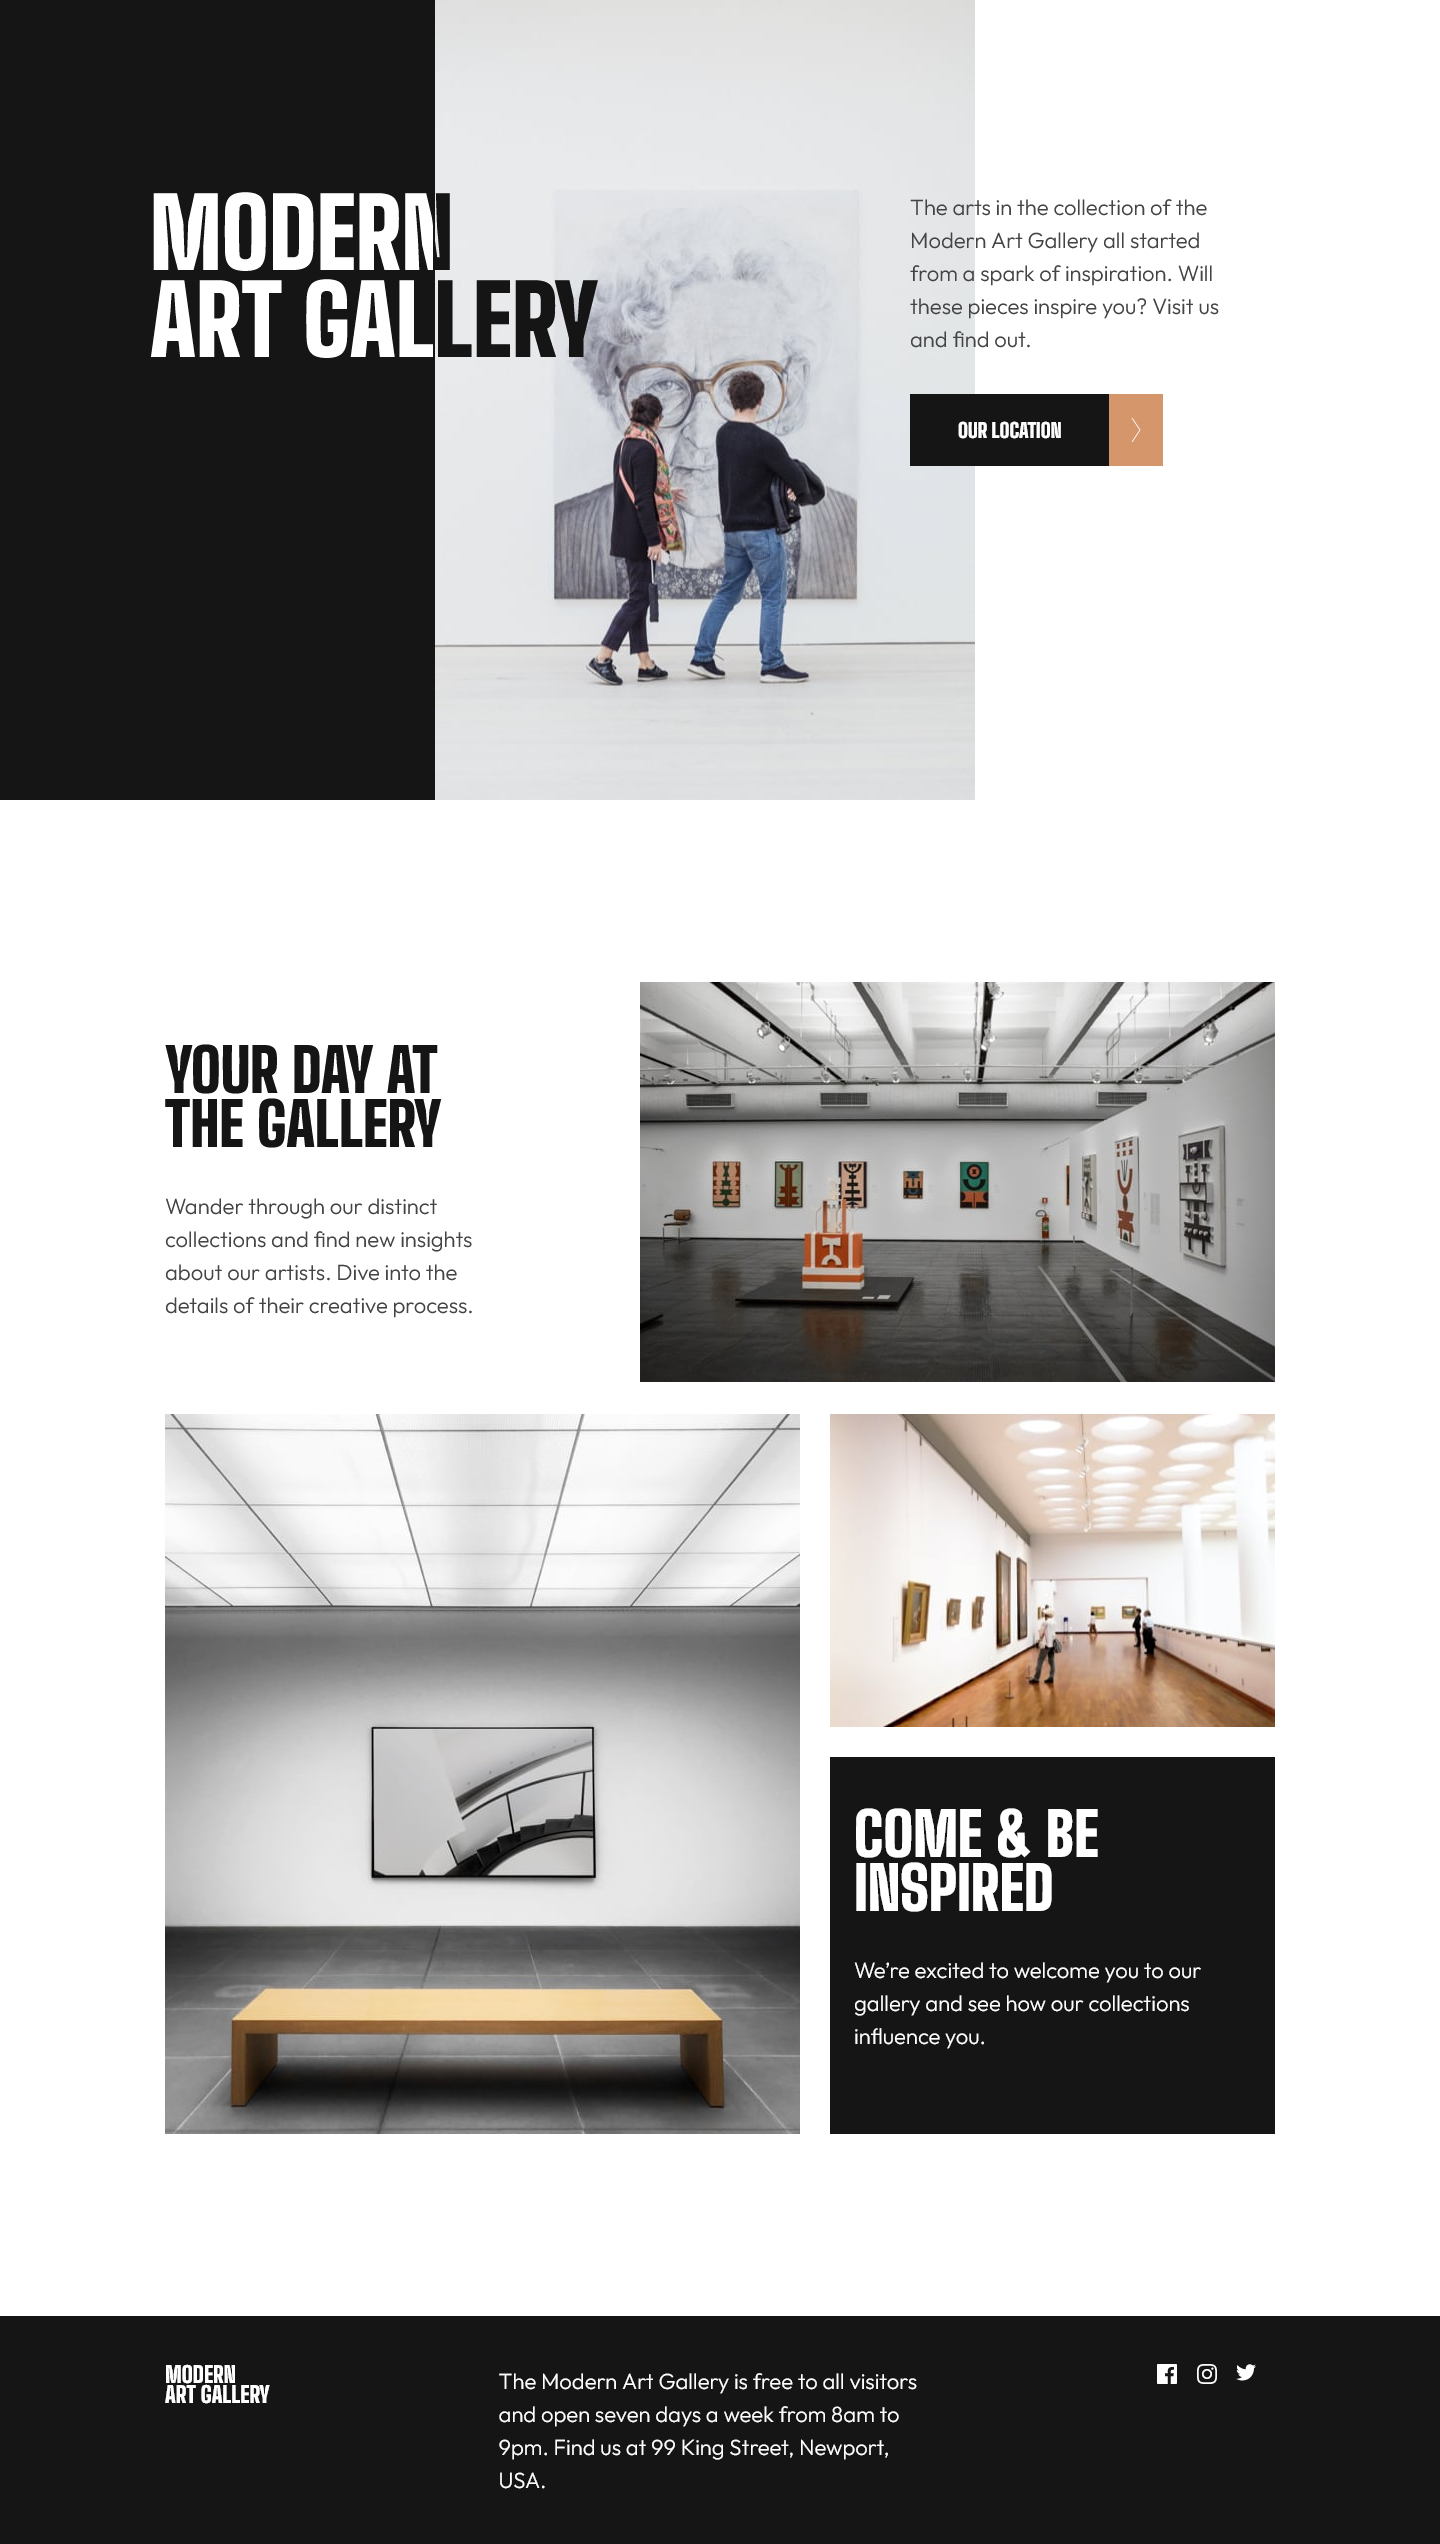 MODERN
ART GALLERY
The arts in the collection of the
Modern Art Gallery all started
from a spark of inspiration. Will
these pieces inspire you? Visit us
and find out.
OUR LOCATION
YOUR DAY AT
THE GALLERY
Wander through our distinct
collections and find new insights
about our artists. Dive into the
details of their creative process.
COME & BE
INSPIRED
We’re excited to welcome you to our
gallery and see how our collections
influence you.
MODERN
ART GALLERY
The Modern Art Gallery is free to all visitors
and open seven days a week from 8am to
9pm. Find us at 99 King Street, Newport,
USA.